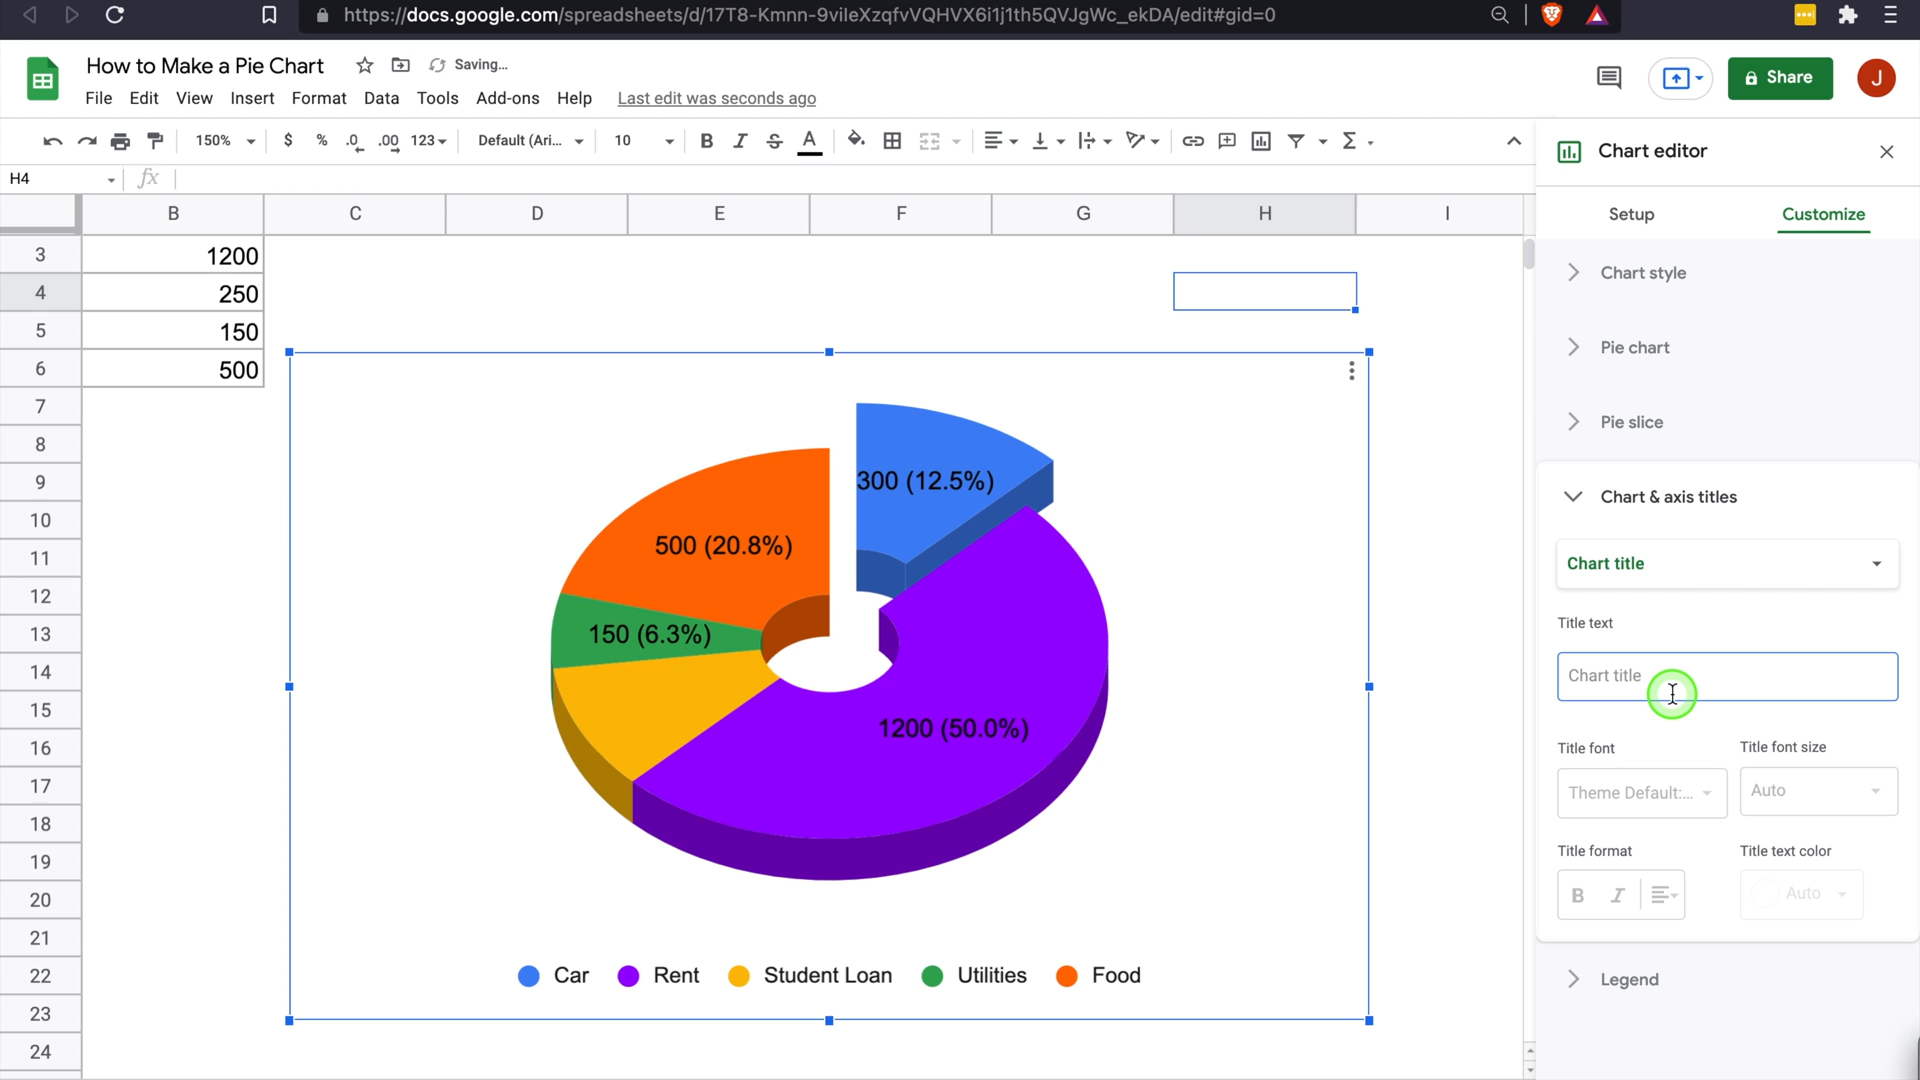 https://docs.google.com/spreadsheets/d/17T8-Kmnn-9vileXzqfvVQHVX6i1j1th5QVJgWc_ekDA/edit#gid=0
How to Make a Pie Chart
Saving...
Share
J
File Edit View Insert Format Data Tools Add-ons Help Last edit was seconds ago
150% $ % .0 .00 123 Default (Ari... 10 B I S A
Chart editor
H4 fx
B C D E F G H I
Setup Customize
3 1200
4 250
5 150
6 500
7
8
9
10
11
12
13
14
15
16
17
18
19
20
21
22
23
24
300 (12.5%)
500 (20.8%)
150 (6.3%)
1200 (50.0%)
Car Rent Student Loan Utilities Food
Chart style
Pie chart
Pie slice
Chart & axis titles
Chart title
Title text
Chart title
Title font Title font size
Theme Default:... Auto
Title format Title text color
B I Auto
Legend